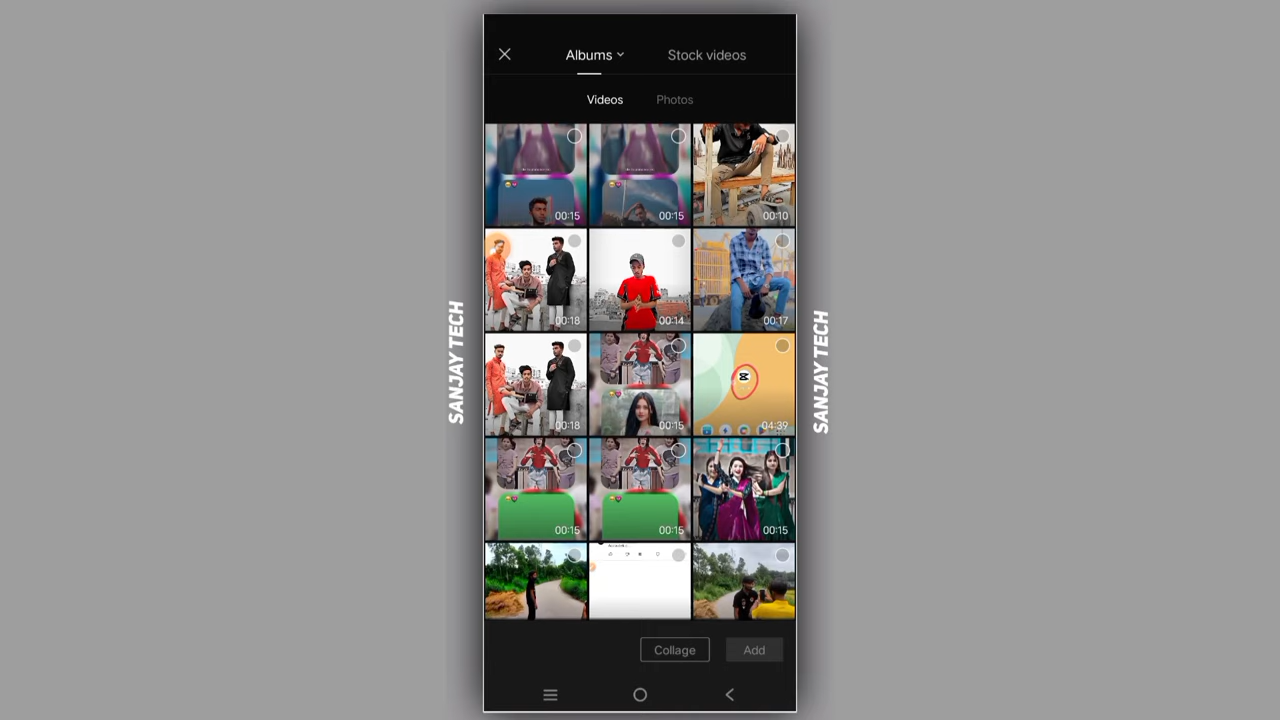 Albums
Stock videos
Videos
Photos
00:15
00:15
00:10
00:18
00:14
00:17
00:18
00:15
04:39
00:15
00:15
00:15
Collage
Add
SANJAY TECH
SANJAY TECH